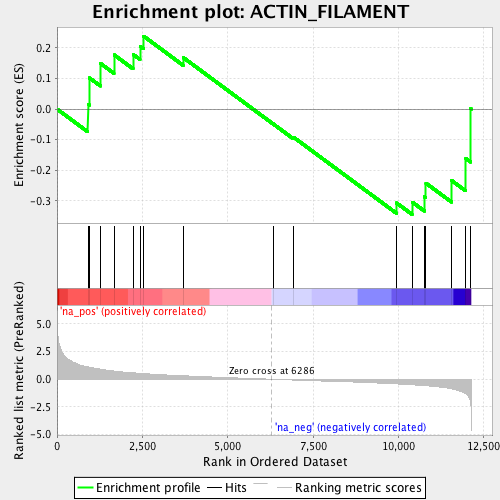 Enrichment plot: ACTIN_FILAMENT
Enrichment score (ES)
0.2
0.1
0.0
-0.1
-0.2
-0.3
'na_pos' (positively correlated)
Ranked list metric (PreRanked)
5.0
2.5
0.0
-2.5
-5.0
Zero cross at 6286
'na_neg' (negatively correlated)
0 2,500 5,000 7,500 10,000 12,500
Rank in Ordered Dataset
Enrichment profile Hits Ranking metric scores